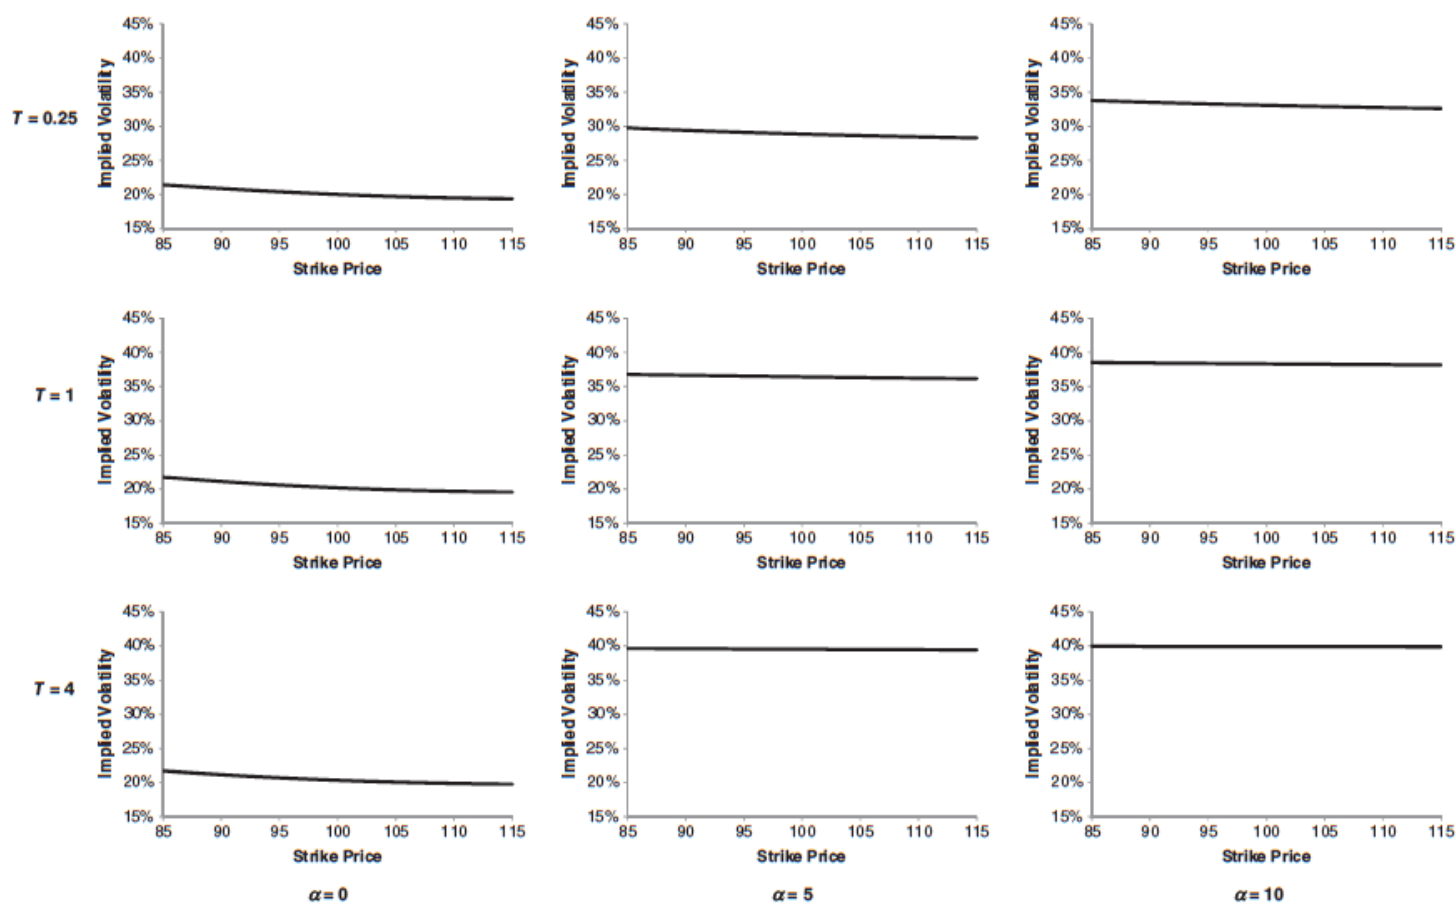 45% 45% 45%
40% 40% 40%
35% 35% 35%
T = 0.25 Implied Volatility 30% Implied Volatility 30% Implied Volatility 30%
25% 25% 25%
20% 20% 20%
15% 15% 15%
85 90 95 100 105 110 115 85 90 95 100 105 110 115 85 90 95 100 105 110 115
Strike Price Strike Price Strike Price
45% 45% 45%
40% 40% 40%
35% 35% 35%
T = 1 Implied Volatility 30% Implied Volatility 30% Implied Volatility 30%
25% 25% 25%
20% 20% 20%
15% 15% 15%
85 90 95 100 105 110 115 85 90 95 100 105 110 115 85 90 95 100 105 110 115
Strike Price Strike Price Strike Price
45% 45% 45%
40% 40% 40%
35% 35% 35%
T = 4 Implied Volatility 30% Implied Volatility 30% Implied Volatility 30%
25% 25% 25%
20% 20% 20%
15% 15% 15%
85 90 95 100 105 110 115 85 90 95 100 105 110 115 85 90 95 100 105 110 115
Strike Price Strike Price Strike Price
α = 0 α = 5 α = 10